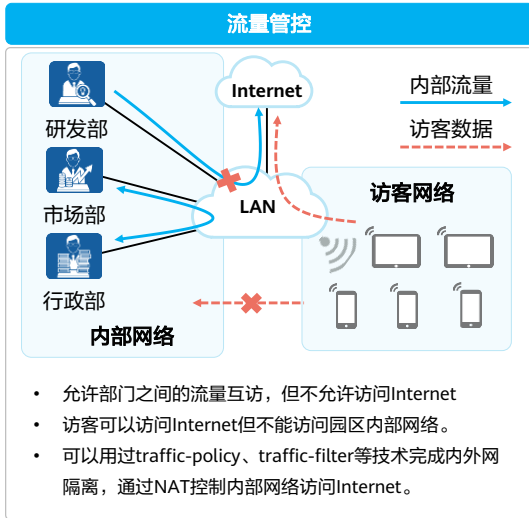 流量管控
Internet
内部流量
访客数据
研发部
LAN
访客网络
市场部
行政部
内部网络
• 允许部门之间的流量互访，但不允许访问Internet
• 访客可以访问Internet但不能访问园区内部网络。
• 可以用过traffic-policy、traffic-filter等技术完成内外网
隔离，通过NAT控制内部网络访问Internet。